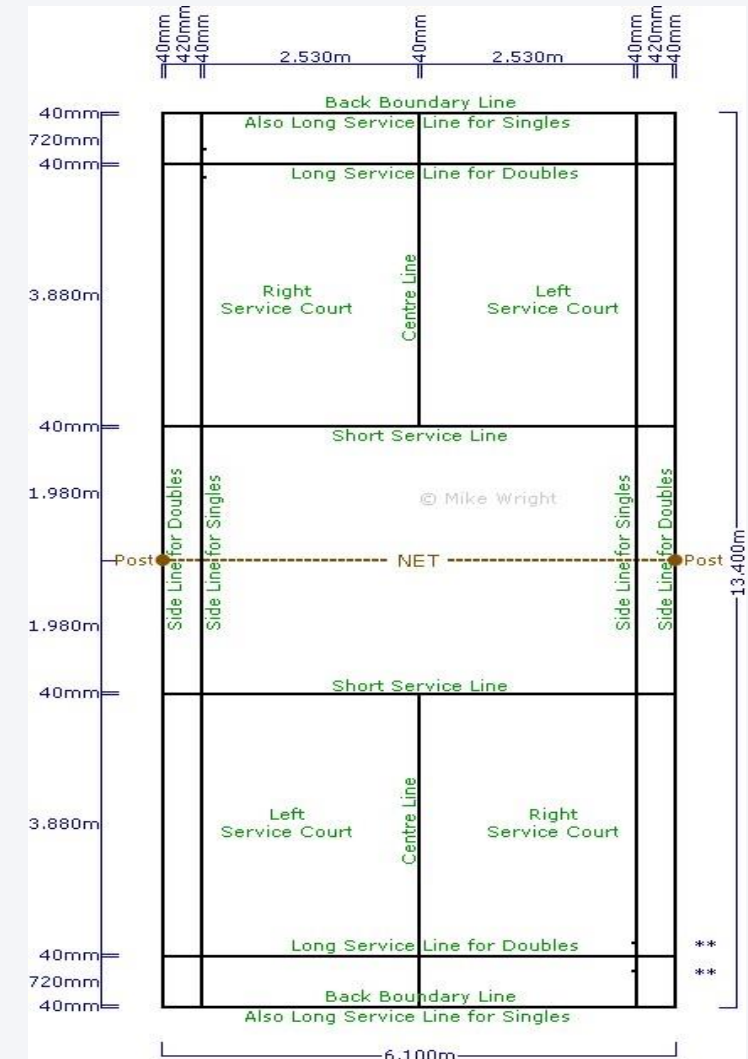 40mm
420mm
40mm
2.530m
40mm
2.530m
40mm
420mm
40mm
40mm
Back Boundary Line
Also Long Service Line for Singles
720mm
40mm
Long Service Line for Doubles
3.880m
Right
Service Court
Centre Line
Left
Service Court
40mm
Short Service Line
1.980m
Side Line for Doubles
Side Line for Singles
© Mike Wright
Side Line for Singles
Side Line for Doubles
Post
NET
Post
13.400m
1.980m
40mm
Short Service Line
3.880m
Left
Service Court
Centre Line
Right
Service Court
40mm
Long Service Line for Doubles
**
720mm
**
40mm
Back Boundary Line
Also Long Service Line for Singles
6.100m